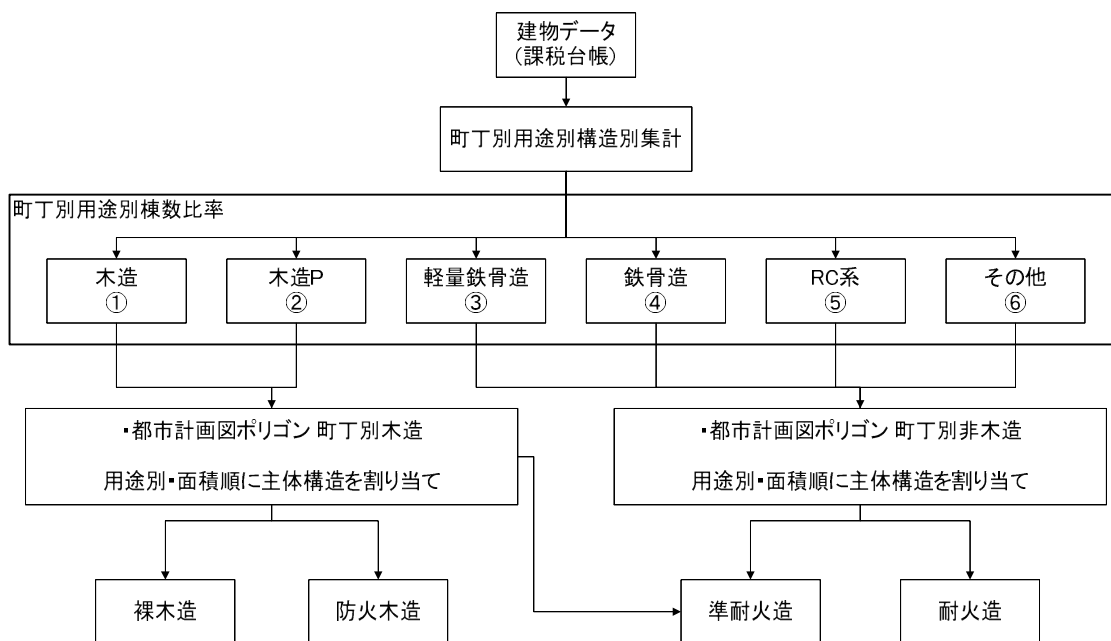 建物データ
(課税台帳)
町丁別用途別構造別集計
町丁別用途別棟数比率
木造
①
木造P
②
軽量鉄骨造
③
鉄骨造
④
RC系
⑤
その他
⑥
・都市計画図ポリゴン 町丁別木造
用途別・面積順に主体構造を割り当て
・都市計画図ポリゴン 町丁別非木造
用途別・面積順に主体構造を割り当て
裸木造
防火木造
準耐火造
耐火造